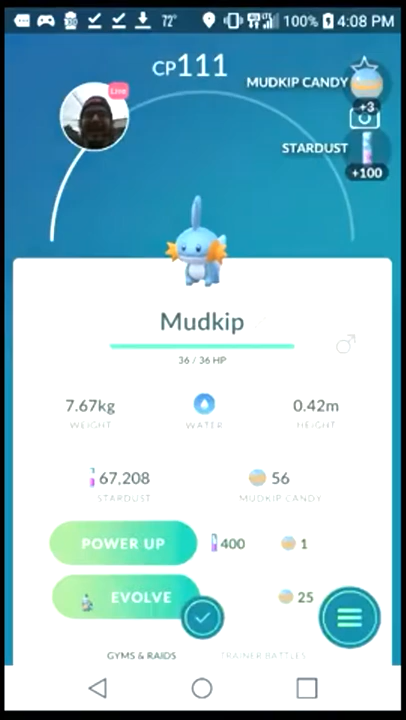 72° 100% 4:08 PM
CP111
MUDKIP CANDY
+3
Live
STARDUST
+100
Mudkip
36 / 36 HP
7.67kg 0.42m
WEIGHT WATER HEIGHT
67,208 56
STARDUST MUDKIP CANDY
POWER UP 400 1
EVOLVE 25
GYMS & RAIDS TRAINER BATTLES